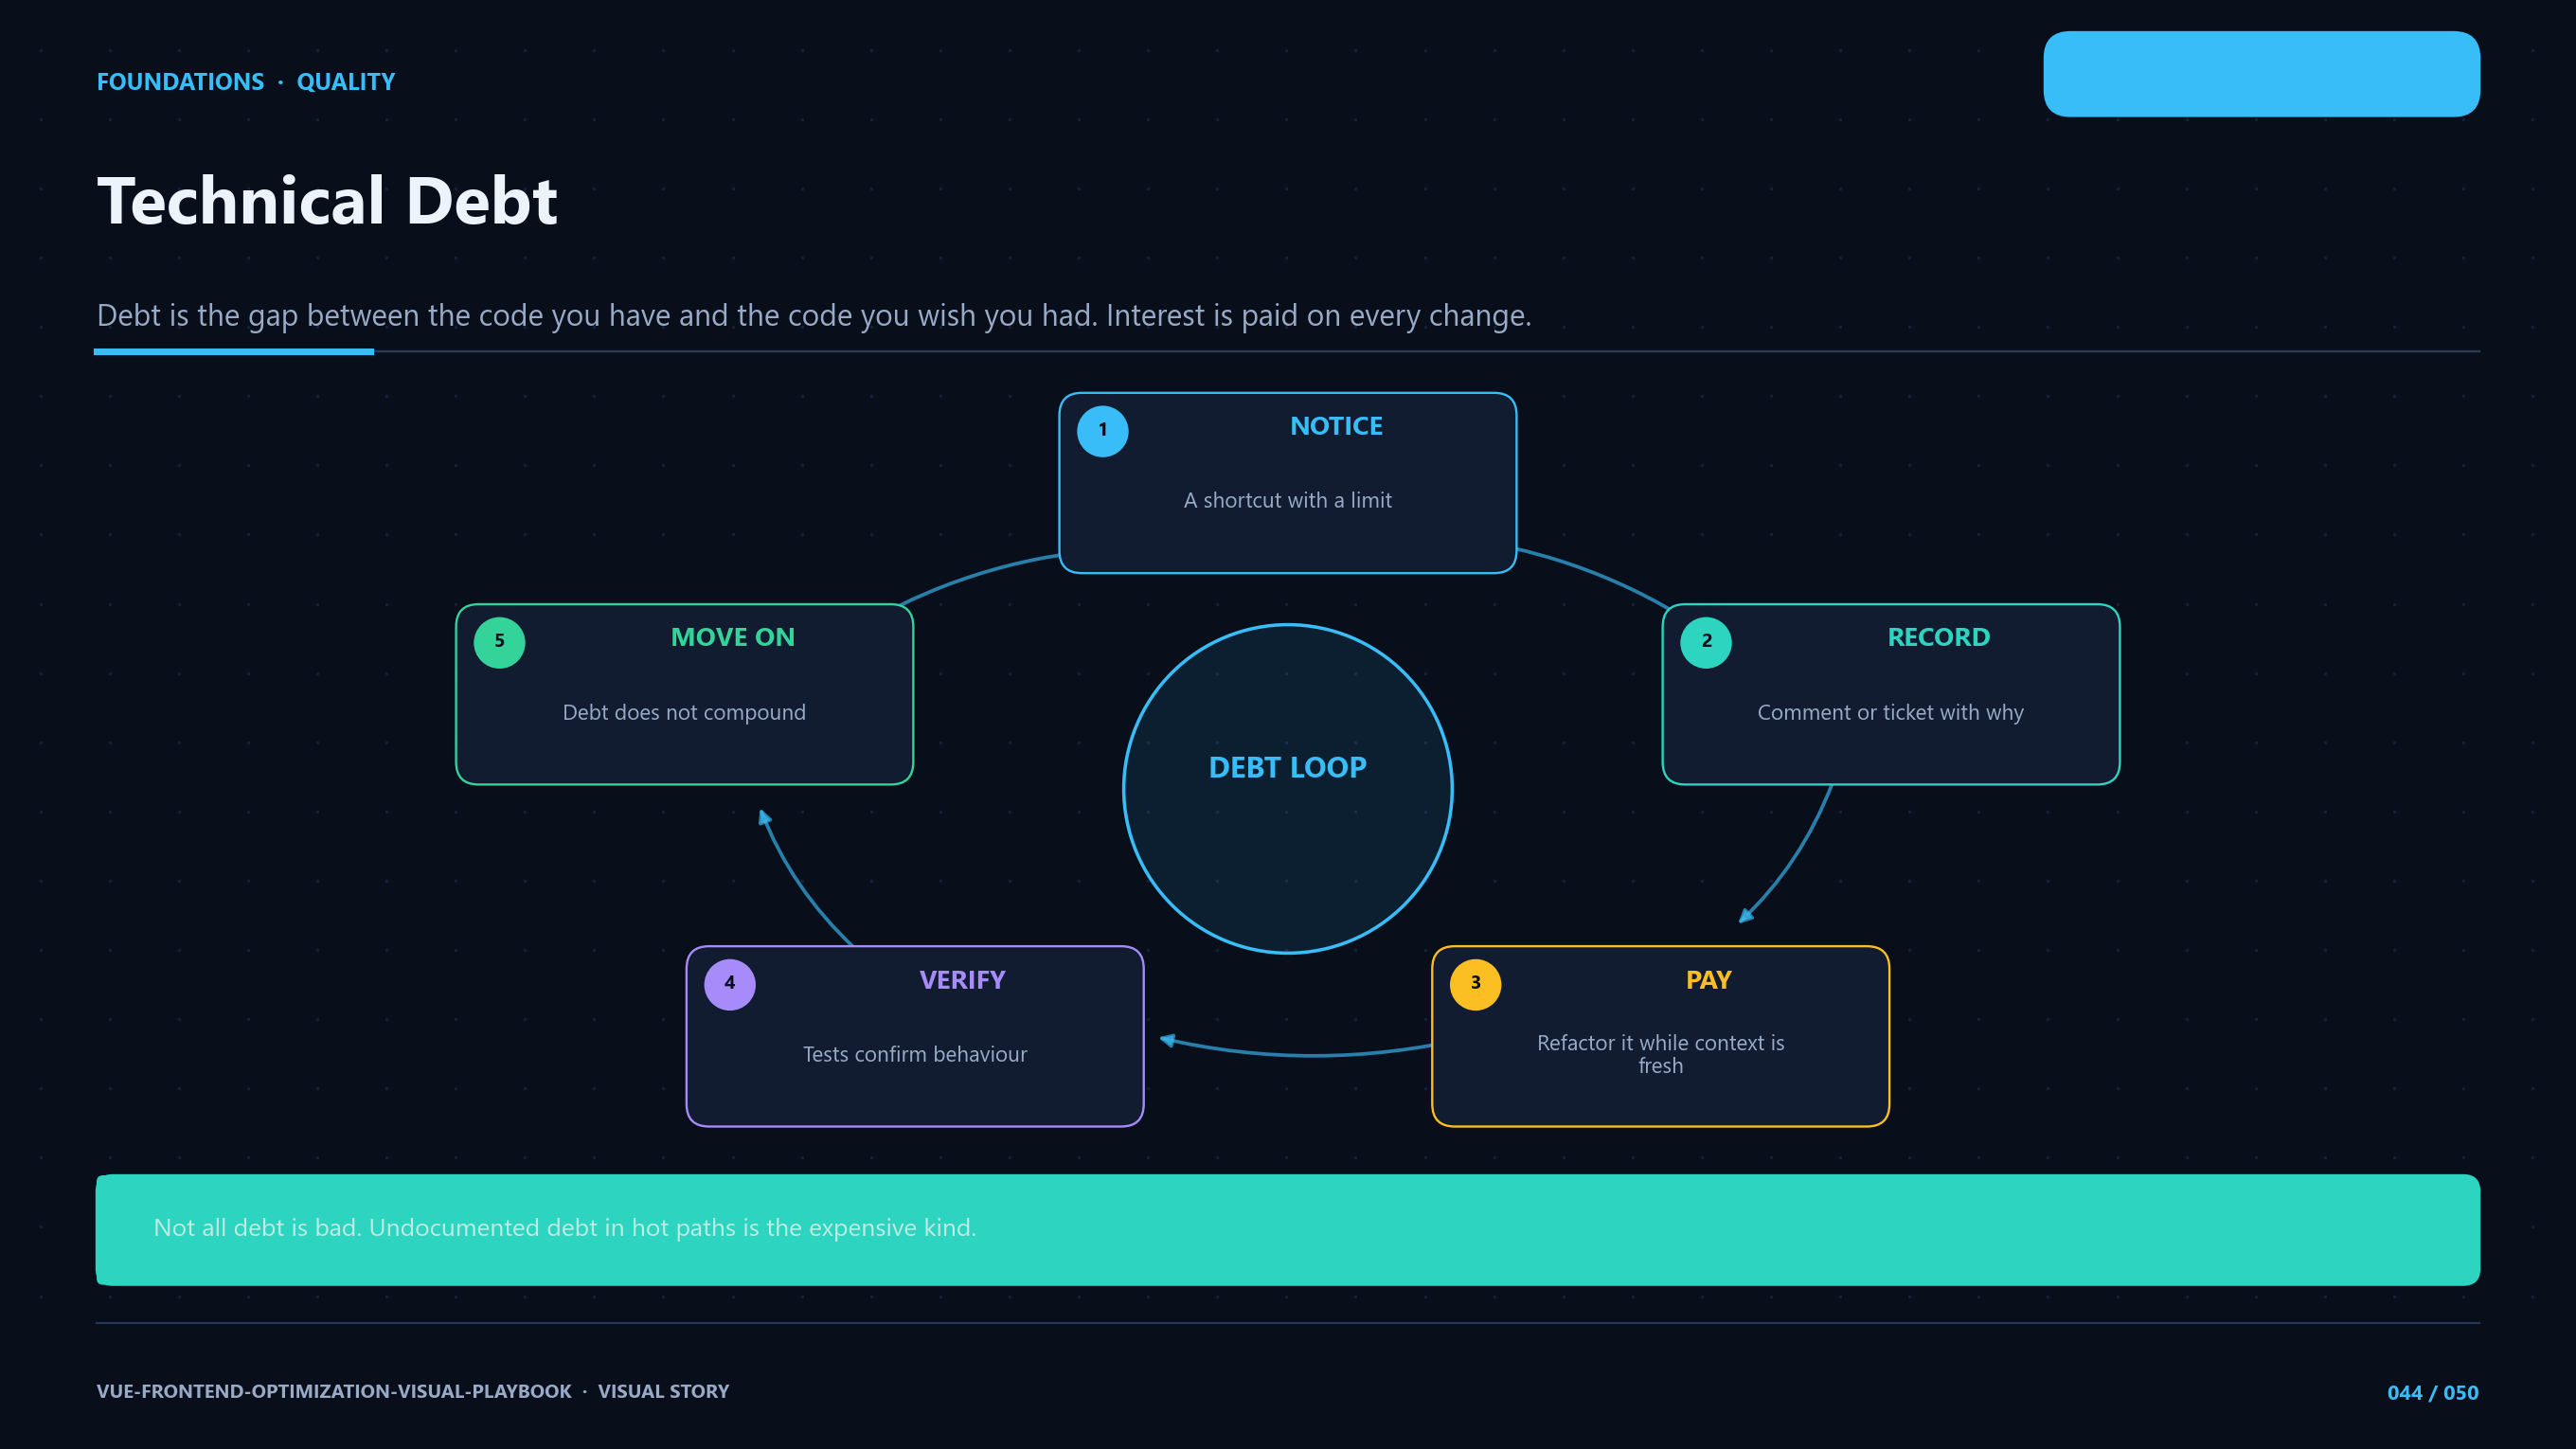 FOUNDATIONS · QUALITY
Technical Debt
Debt is the gap between the code you have and the code you wish you had. Interest is paid on every change.
1
NOTICE
A shortcut with a limit
2
RECORD
Comment or ticket with why
3
PAY
Refactor it while context is
fresh
4
VERIFY
Tests confirm behaviour
5
MOVE ON
Debt does not compound
DEBT LOOP
Not all debt is bad. Undocumented debt in hot paths is the expensive kind.
VUE-FRONTEND-OPTIMIZATION-VISUAL-PLAYBOOK · VISUAL STORY
044 / 050